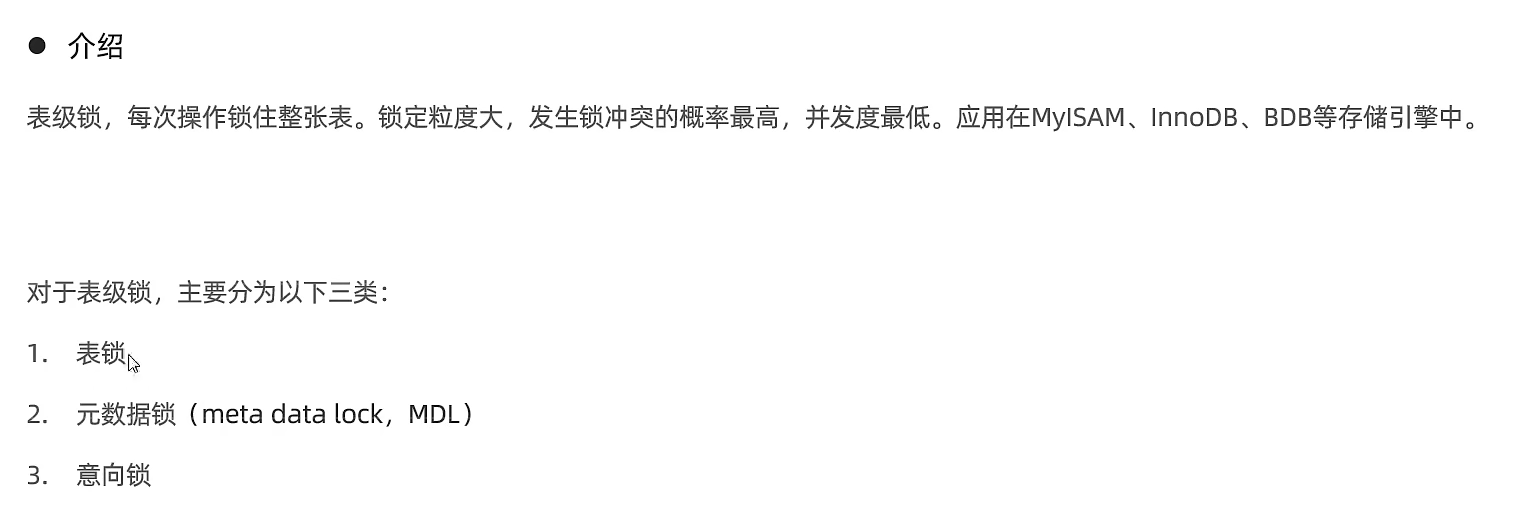 ● 介绍
表级锁，每次操作锁住整张表。锁定粒度大，发生锁冲突的概率最高，并发度最低。应用在MyISAM、InnoDB、BDB等存储引擎中。
对于表级锁，主要分为以下三类：
1. 表锁
2. 元数据锁（meta data lock，MDL）
3. 意向锁